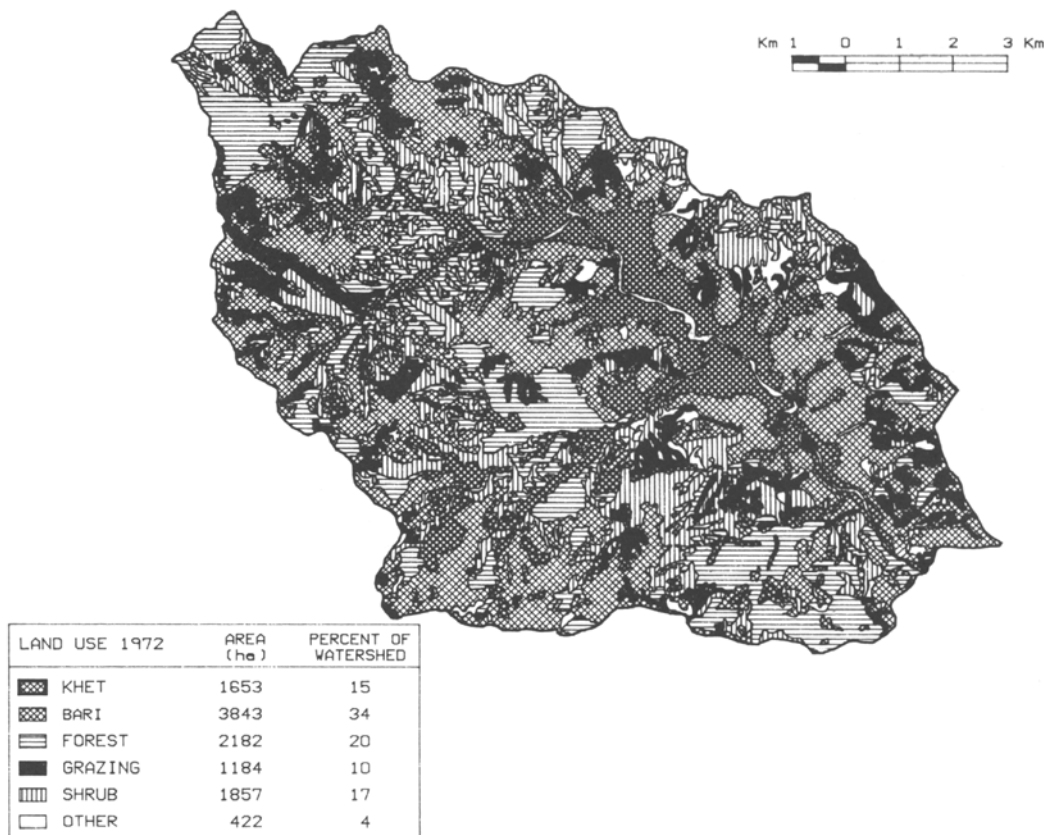 Km 1 0 1 2 3 Km
LAND USE 1972 AREA (ha) PERCENT OF WATERSHED
KHET 1653 15
BARI 3843 34
FOREST 2182 20
GRAZING 1184 10
SHRUB 1857 17
OTHER 422 4